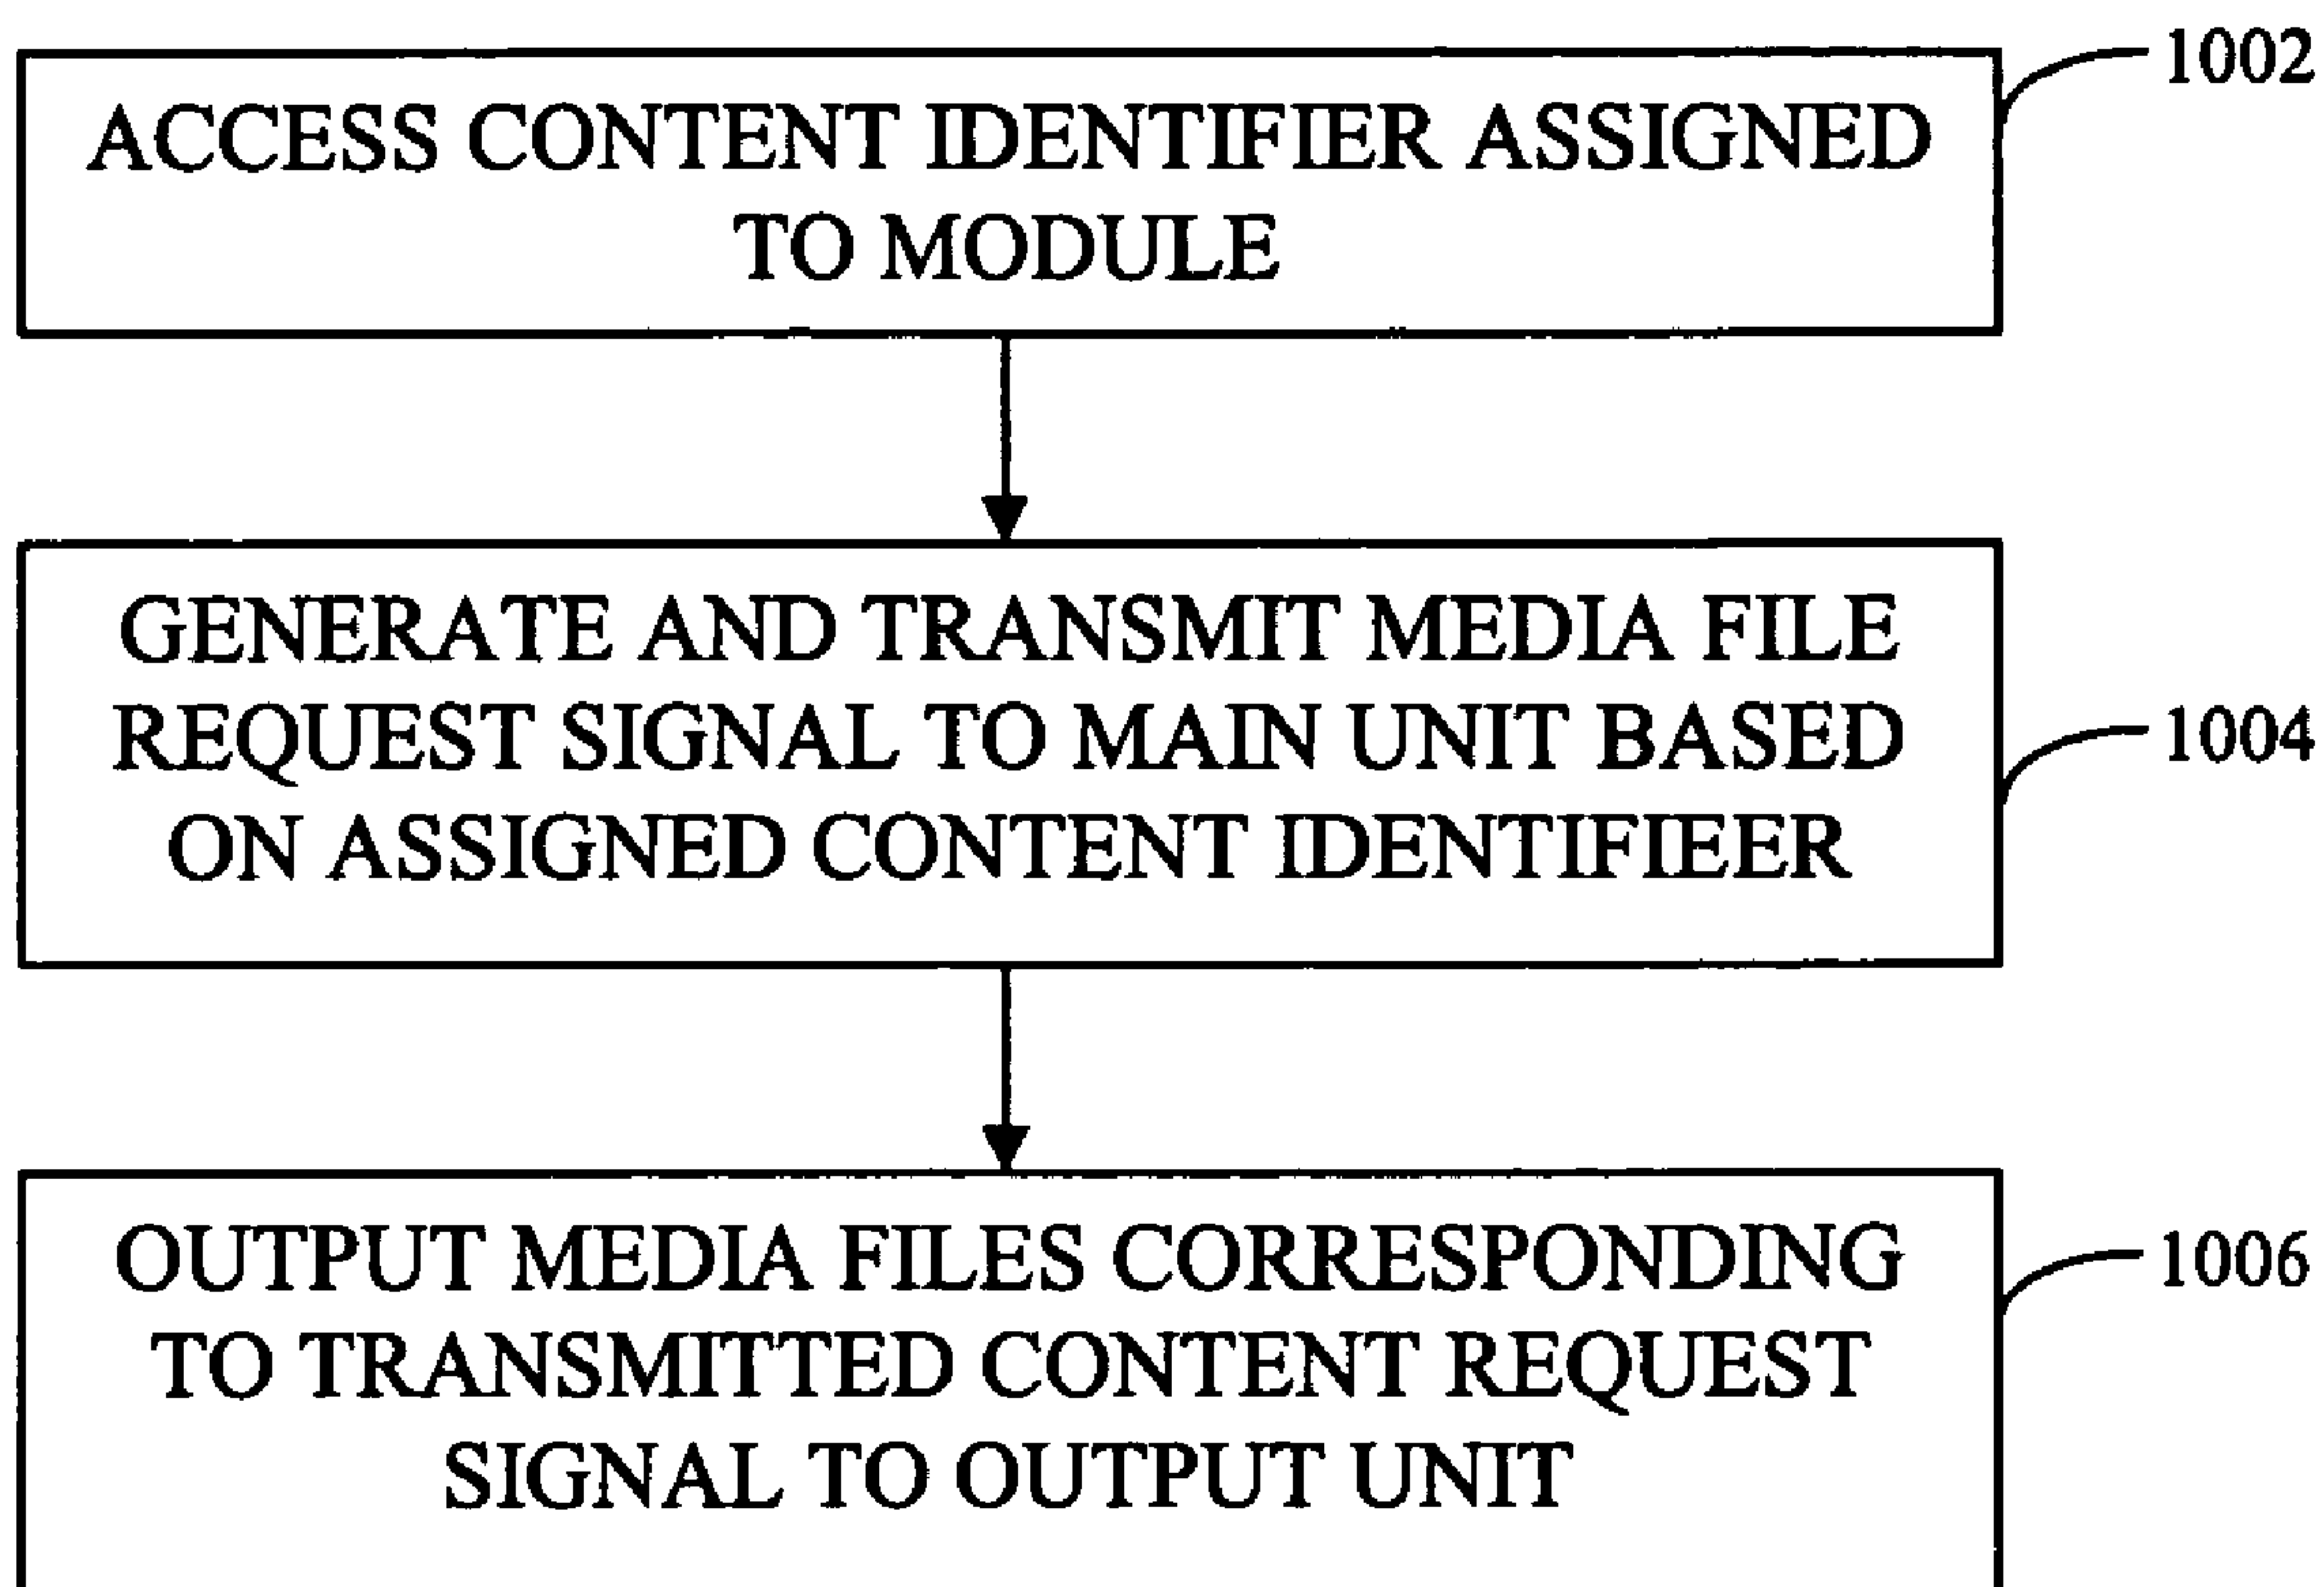 1002
ACCESS CONTENT IDENTIFIER ASSIGNED
TO MODULE
GENERATE AND TRANSMIT MEDIA FILE
REQUEST SIGNAL TO MAIN UNIT BASED
ON ASSIGNED CONTENT IDENTIFIEER
1004
OUTPUT MEDIA FILES CORRESPONDING
TO TRANSMITTED CONTENT REQUEST
SIGNAL TO OUTPUT UNIT
1006